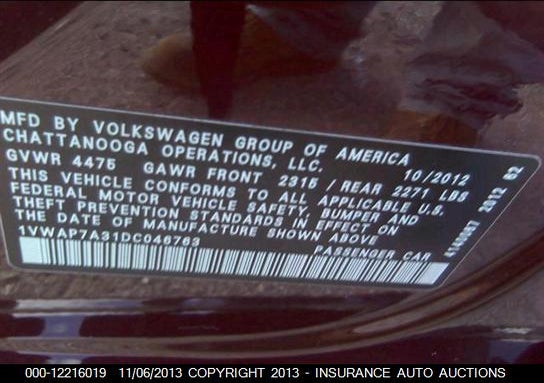 MFD BY VOLKSWAGEN GROUP OF AMERICA
CHATTANOOGA OPERATIONS, LLC. 10/2012
GVWR 4475 GAWR FRONT 2315 / REAR 2271 LBS
THIS VEHICLE CONFORMS TO ALL APPLICABLE U.S.
FEDERAL MOTOR VEHICLE SAFETY, BUMPER AND
THEFT PREVENTION STANDARDS IN EFFECT ON
THE DATE OF MANUFACTURE SHOWN ABOVE
1VWAP7A31DC046763 PASSENGER CAR
2012 02
000-12216019 11/06/2013 COPYRIGHT 2013 - INSURANCE AUTO AUCTIONS